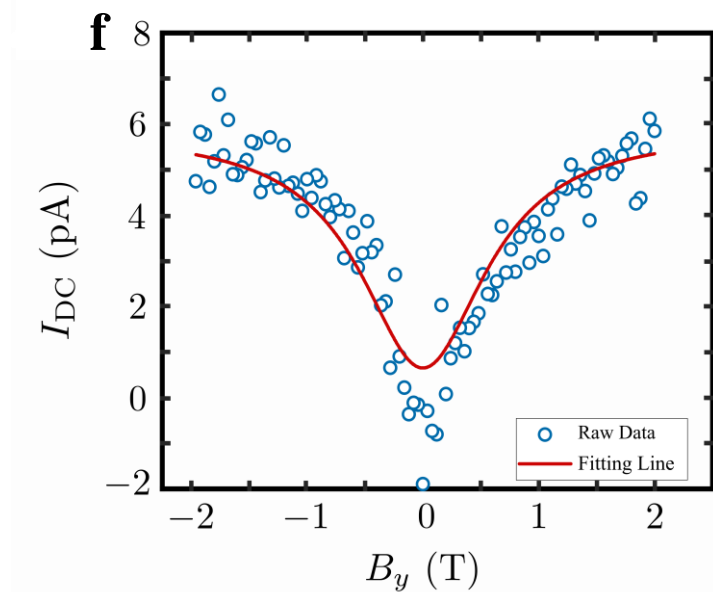 f
8
6
4
2
0
−2
I_DC (pA)
Raw Data
Fitting Line
−2 −1 0 1 2
B_y (T)